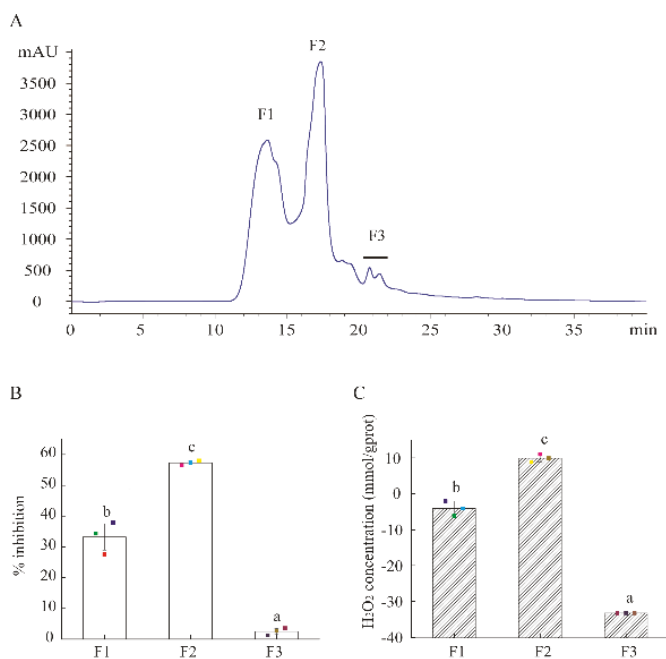 A
mAU
F2
3500
F1
3000
2500
2000
1500
F3
1000
500
0
0 5 10 15 20 25 30 35 min
B
C
60
50
40
30
20
10
0
% inhibition
b
c
a
F1 F2 F3
H₂O₂ concentration (mmol/gprot)
10
0
-10
-20
-30
-40
b
c
a
F1 F2 F3